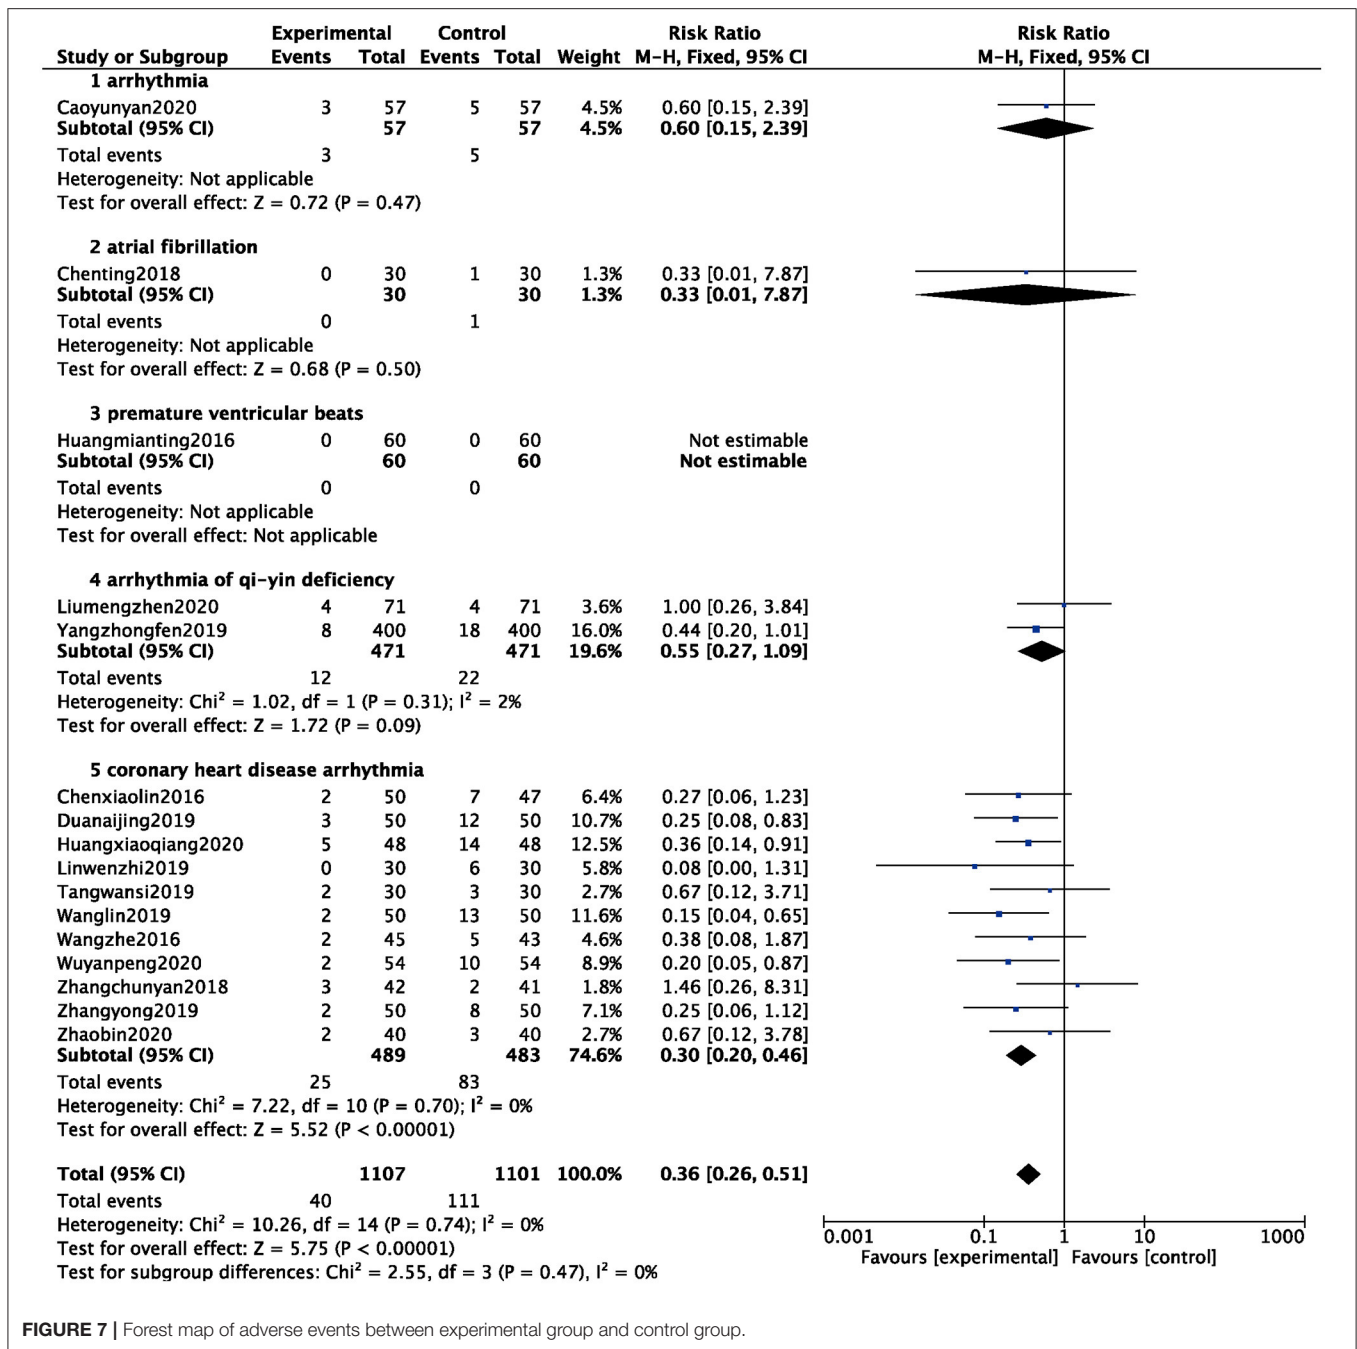 Experimental Control Risk Ratio Risk Ratio
Study or Subgroup Events Total Events Total Weight M-H, Fixed, 95% CI M-H, Fixed, 95% CI
1 arrhythmia
Caoyunyan2020 3 57 5 57 4.5% 0.60 [0.15, 2.39]
Subtotal (95% CI) 57 57 4.5% 0.60 [0.15, 2.39]
Total events 3 5
Heterogeneity: Not applicable
Test for overall effect: Z = 0.72 (P = 0.47)
2 atrial fibrillation
Chenting2018 0 30 1 30 1.3% 0.33 [0.01, 7.87]
Subtotal (95% CI) 30 30 1.3% 0.33 [0.01, 7.87]
Total events 0 1
Heterogeneity: Not applicable
Test for overall effect: Z = 0.68 (P = 0.50)
3 premature ventricular beats
Huangmianting2016 0 60 0 60 Not estimable
Subtotal (95% CI) 60 60 Not estimable
Total events 0 0
Heterogeneity: Not applicable
Test for overall effect: Not applicable
4 arrhythmia of qi-yin deficiency
Liumengzhen2020 4 71 4 71 3.6% 1.00 [0.26, 3.84]
Yangzhongfen2019 8 400 18 400 16.0% 0.44 [0.20, 1.01]
Subtotal (95% CI) 471 471 19.6% 0.55 [0.27, 1.09]
Total events 12 22
Heterogeneity: Chi² = 1.02, df = 1 (P = 0.31); I² = 2%
Test for overall effect: Z = 1.72 (P = 0.09)
5 coronary heart disease arrhythmia
Chenxiaolin2016 2 50 7 47 6.4% 0.27 [0.06, 1.23]
Duanaijing2019 3 50 12 50 10.7% 0.25 [0.08, 0.83]
Huangxiaoqiang2020 5 48 14 48 12.5% 0.36 [0.14, 0.91]
Linwenzhi2019 0 30 6 30 5.8% 0.08 [0.00, 1.31]
Tangwansi2019 2 30 3 30 2.7% 0.67 [0.12, 3.71]
Wanglin2019 2 50 13 50 11.6% 0.15 [0.04, 0.65]
Wangzhe2016 2 45 5 43 4.6% 0.38 [0.08, 1.87]
Wuyanpeng2020 2 54 10 54 8.9% 0.20 [0.05, 0.87]
Zhangchunyan2018 3 42 2 41 1.8% 1.46 [0.26, 8.31]
Zhangyong2019 2 50 8 50 7.1% 0.25 [0.06, 1.12]
Zhaobin2020 2 40 3 40 2.7% 0.67 [0.12, 3.78]
Subtotal (95% CI) 489 483 74.6% 0.30 [0.20, 0.46]
Total events 25 83
Heterogeneity: Chi² = 7.22, df = 10 (P = 0.70); I² = 0%
Test for overall effect: Z = 5.52 (P < 0.00001)
Total (95% CI) 1107 1101 100.0% 0.36 [0.26, 0.51]
Total events 40 111
Heterogeneity: Chi² = 10.26, df = 14 (P = 0.74); I² = 0%
Test for overall effect: Z = 5.75 (P < 0.00001)
Test for subgroup differences: Chi² = 2.55, df = 3 (P = 0.47), I² = 0%
0.001 0.1 1 10 1000
Favours [experimental] Favours [control]
FIGURE 7 | Forest map of adverse events between experimental group and control group.